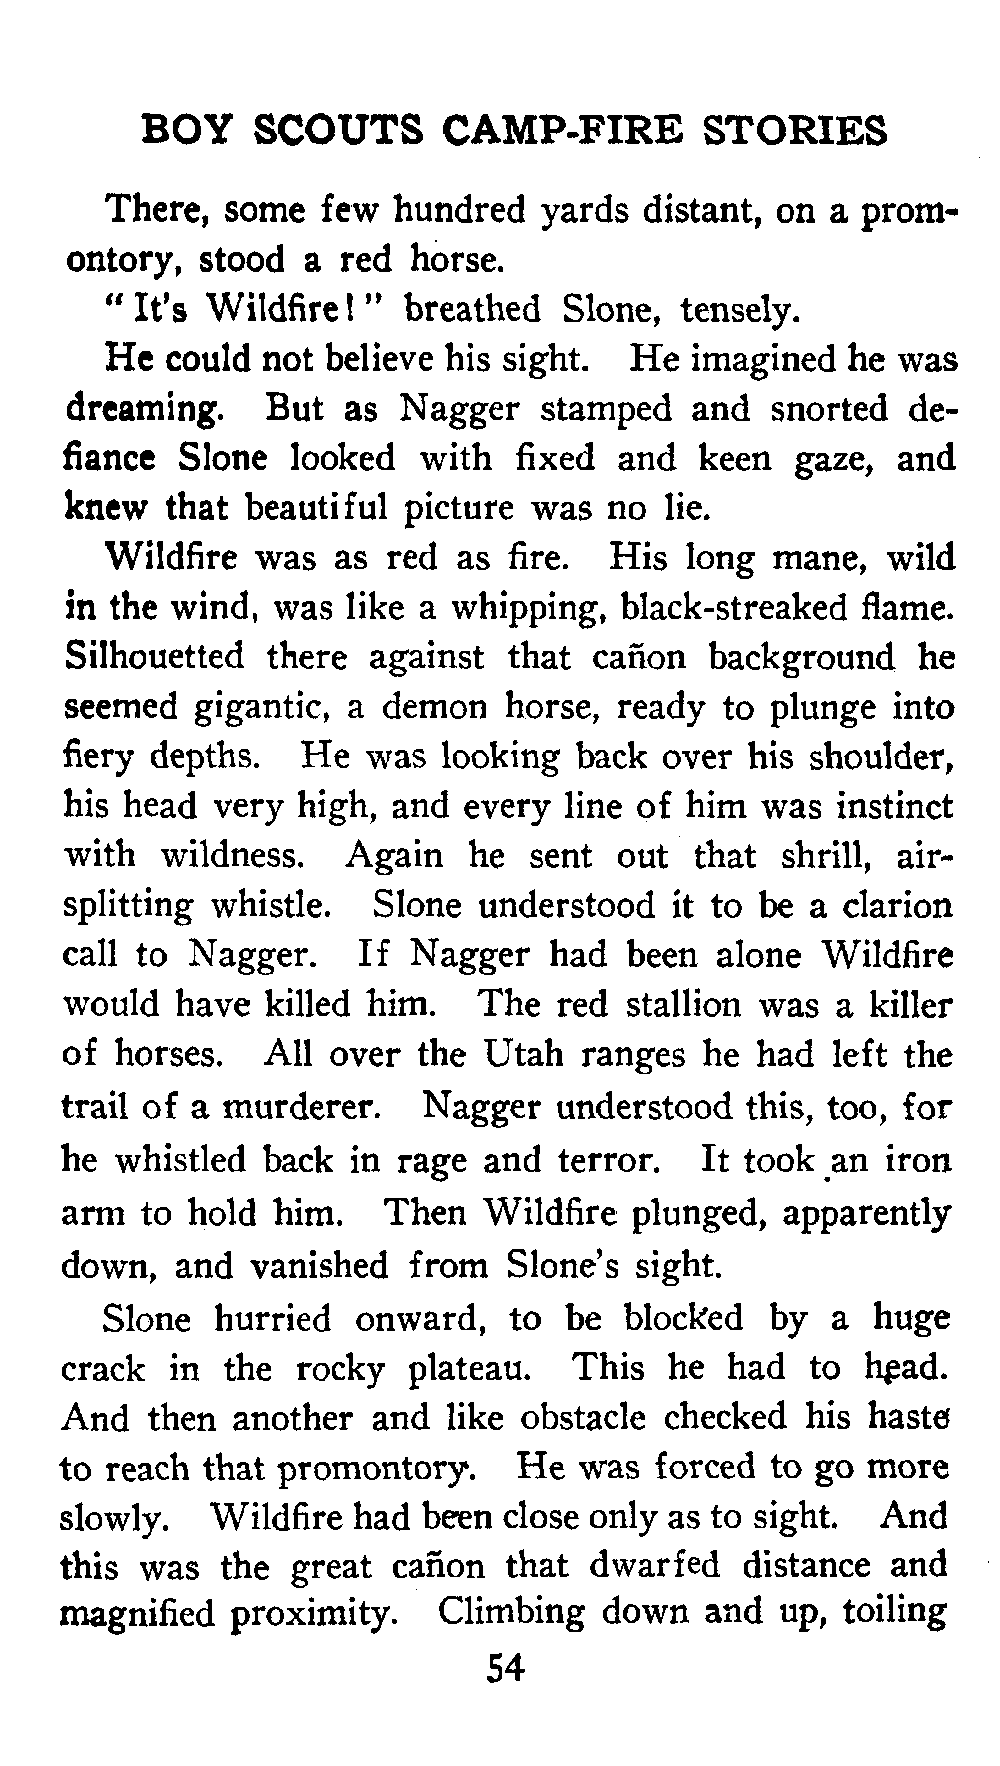 BOY SCOUTS CAMP-FIRE STORIES
There, some few hundred yards distant, on a prom-
ontory, stood a red horse.
" It's Wildfire! " breathed Slone, tensely.
He could not believe his sight. He imagined he was
dreaming. But as Nagger stamped and snorted de-
fiance Slone looked with fixed and keen gaze, and
knew that beautiful picture was no lie.
Wildfire was as red as fire. His long mane, wild
in the wind, was like a whipping, black-streaked flame.
Silhouetted there against that cañon background he
seemed gigantic, a demon horse, ready to plunge into
fiery depths. He was looking back over his shoulder,
his head very high, and every line of him was instinct
with wildness. Again he sent out that shrill, air-
splitting whistle. Slone understood it to be a clarion
call to Nagger. If Nagger had been alone Wildfire
would have killed him. The red stallion was a killer
of horses. All over the Utah ranges he had left the
trail of a murderer. Nagger understood this, too, for
he whistled back in rage and terror. It took an iron
arm to hold him. Then Wildfire plunged, apparently
down, and vanished from Slone's sight.
Slone hurried onward, to be blocked by a huge
crack in the rocky plateau. This he had to head.
And then another and like obstacle checked his haste
to reach that promontory. He was forced to go more
slowly. Wildfire had been close only as to sight. And
this was the great cañon that dwarfed distance and
magnified proximity. Climbing down and up, toiling
54